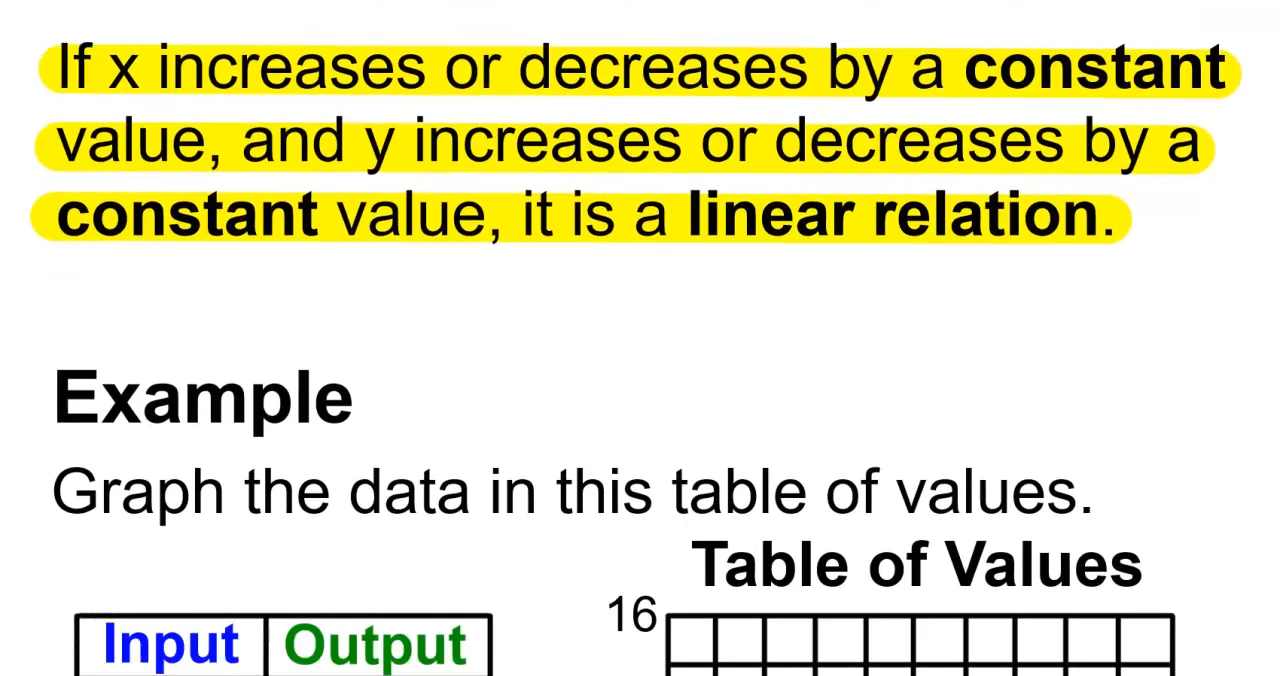 If x increases or decreases by a constant
value, and y increases or decreases by a
constant value, it is a linear relation.
Example
Graph the data in this table of values.
Table of Values
16
Input Output